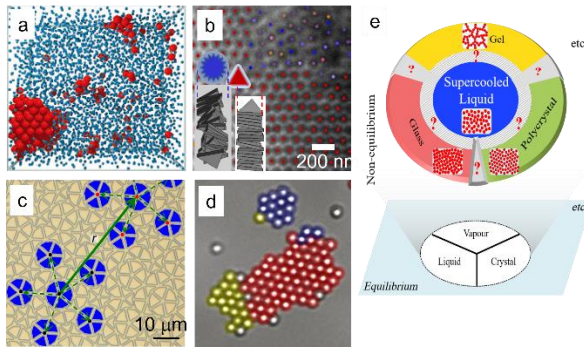 a
b
200 nm
c
r
10 μm
d
e
etc
Gel
?
?
?
Supercooled
Liquid
?
?
Glass
?
Polycrystal
Non-equilibrium
etc
Vapour
Liquid
Crystal
Equilibrium